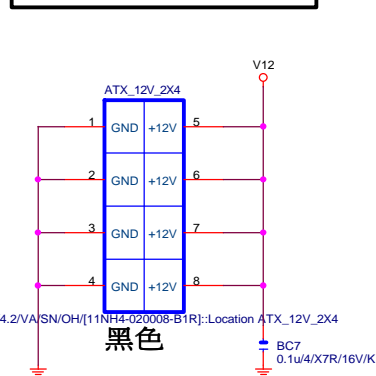 V12
ATX_12V_2X4
1 GND +12V 5
2 GND +12V 6
3 GND +12V 7
4 GND +12V 8
4.2/VA/SN/OH/[11NH4-020008-B1R]::Location ATX_12V_2X4
黑色
BC7
0.1u/4/X7R/16V/K